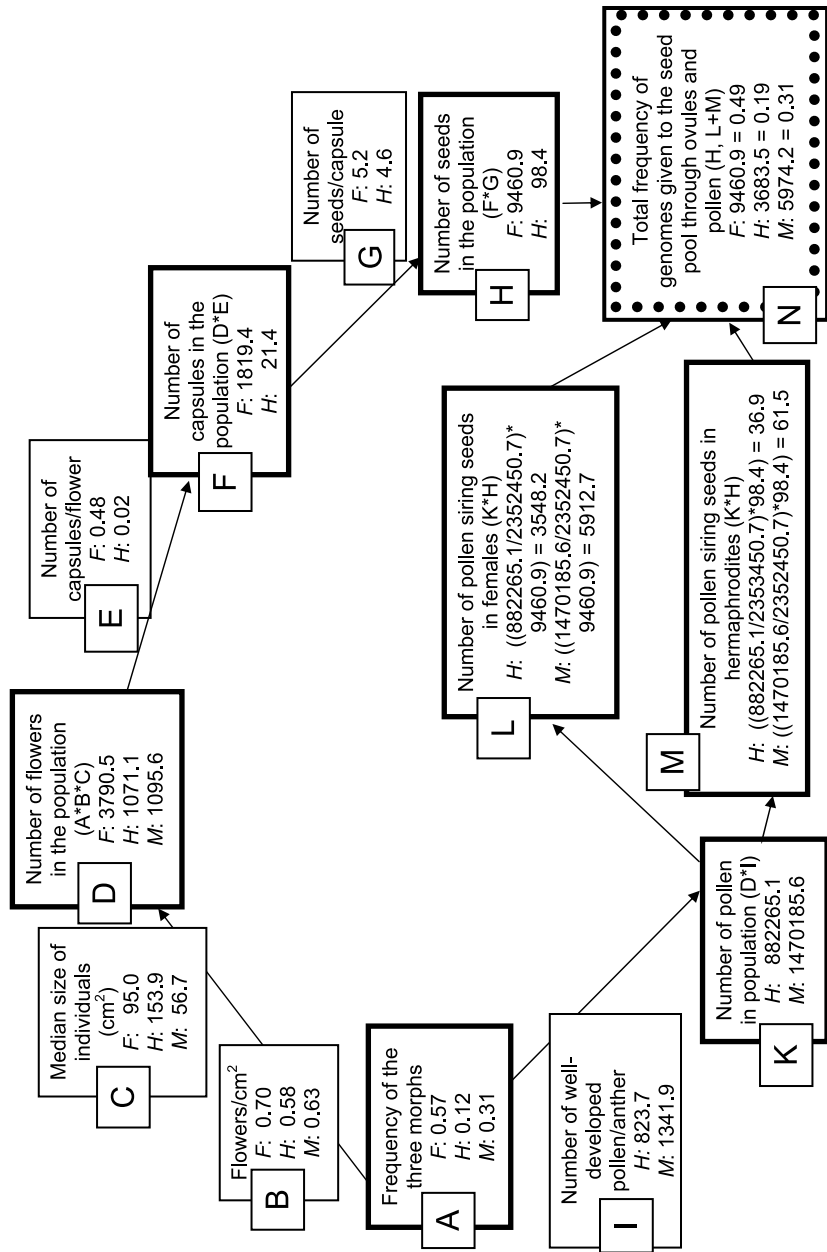 A
Frequency of the
three morphs
F: 0.57
H: 0.12
M: 0.31
B
Flowers/cm²
F: 0.70
H: 0.58
M: 0.63
C
Median size of
individuals
(cm²)
F: 95.0
H: 153.9
M: 56.7
D
Number of flowers
in the population
(A*B*C)
F: 3790.5
H: 1071.1
M: 1095.6
E
Number of
capsules/flower
F: 0.48
H: 0.02
F
Number of
capsules in the
population (D*E)
F: 1819.4
H: 21.4
G
Number of
seeds/capsule
F: 5.2
H: 4.6
H
Number of seeds
in the population
(F*G)
F: 9460.9
H: 98.4
I
Number of well-
developed
pollen/anther
H: 823.7
M: 1341.9
K
Number of pollen
in population (D*I)
H: 882265.1
M: 1470185.6
L
Number of pollen siring seeds
in females (K*H)
H: ((882265.1/2352450.7)*
9460.9) = 3548.2
M: ((1470185.6/2352450.7)*
9460.9) = 5912.7
M
Number of pollen siring seeds in
hermaphrodites (K*H)
H: ((882265.1/2353450.7)*98.4) = 36.9
M: ((1470185.6/2352450.7)*98.4) = 61.5
N
Total frequency of
genomes given to the seed
pool through ovules and
pollen (H, L+M)
F: 9460.9 = 0.49
H: 3683.5 = 0.19
M: 5974.2 = 0.31